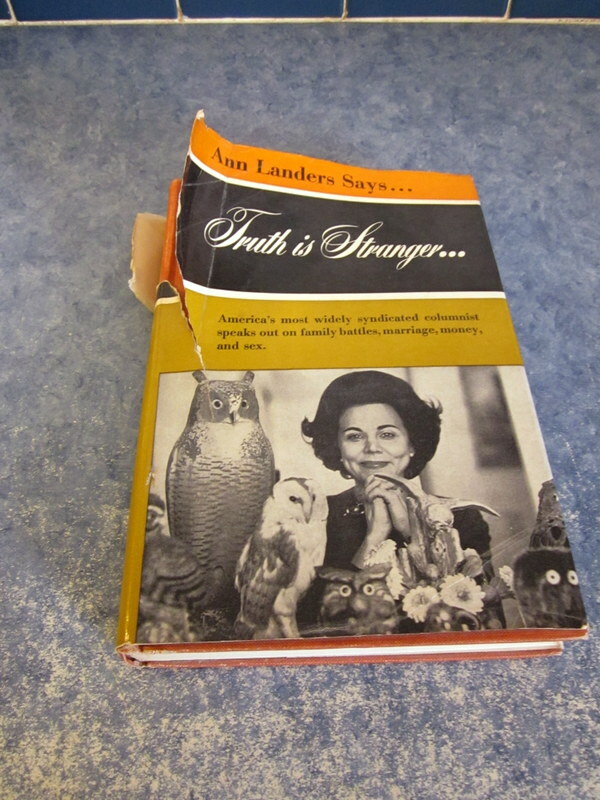 Ann Landers Says...
Truth is Stranger...
America's most widely syndicated columnist
speaks out on family battles, marriage, money,
and sex.